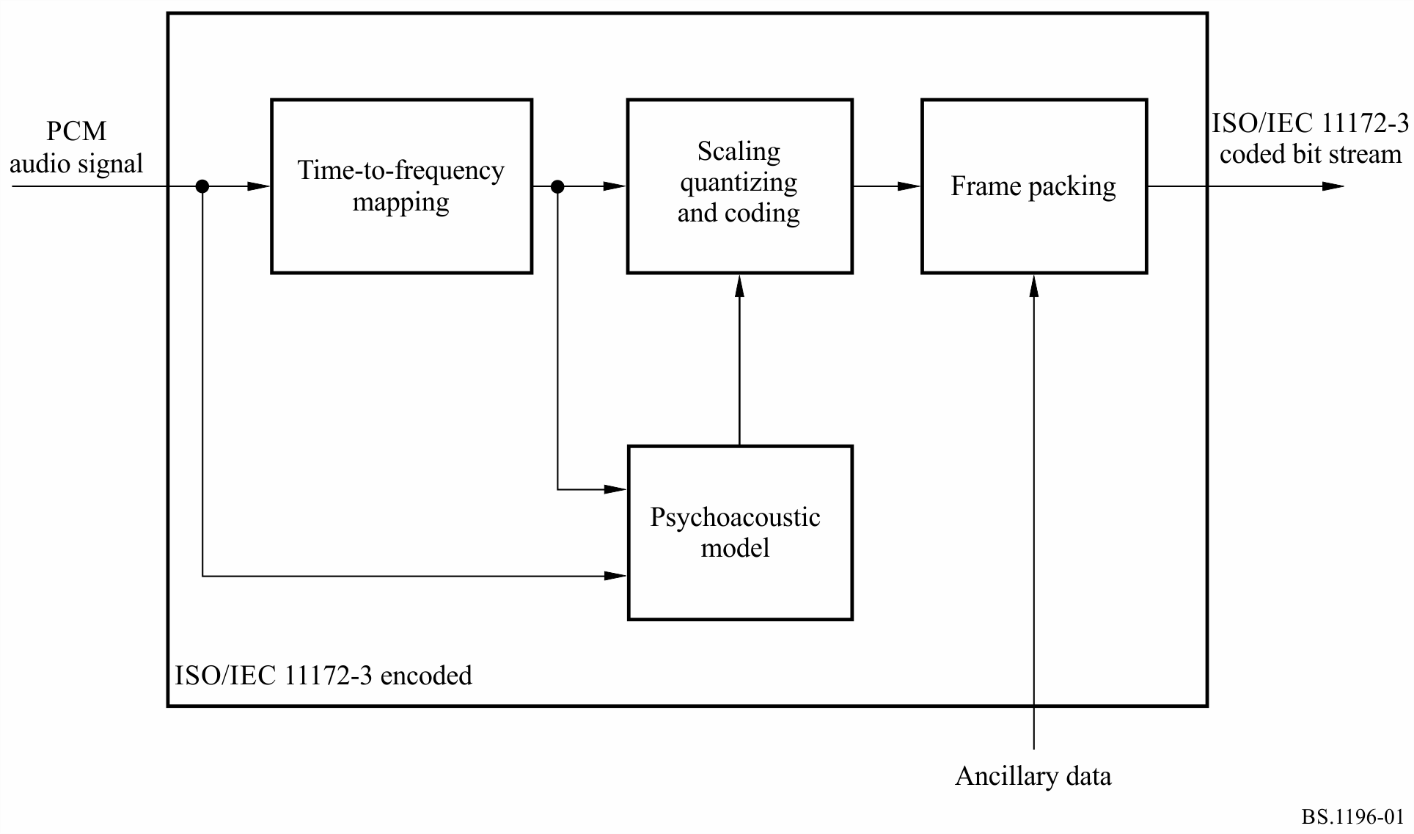 PCM
audio signal
Time-to-frequency
mapping
Scaling
quantizing
and coding
Frame packing
ISO/IEC 11172-3
coded bit stream
Psychoacoustic
model
ISO/IEC 11172-3 encoded
Ancillary data
BS.1196-01